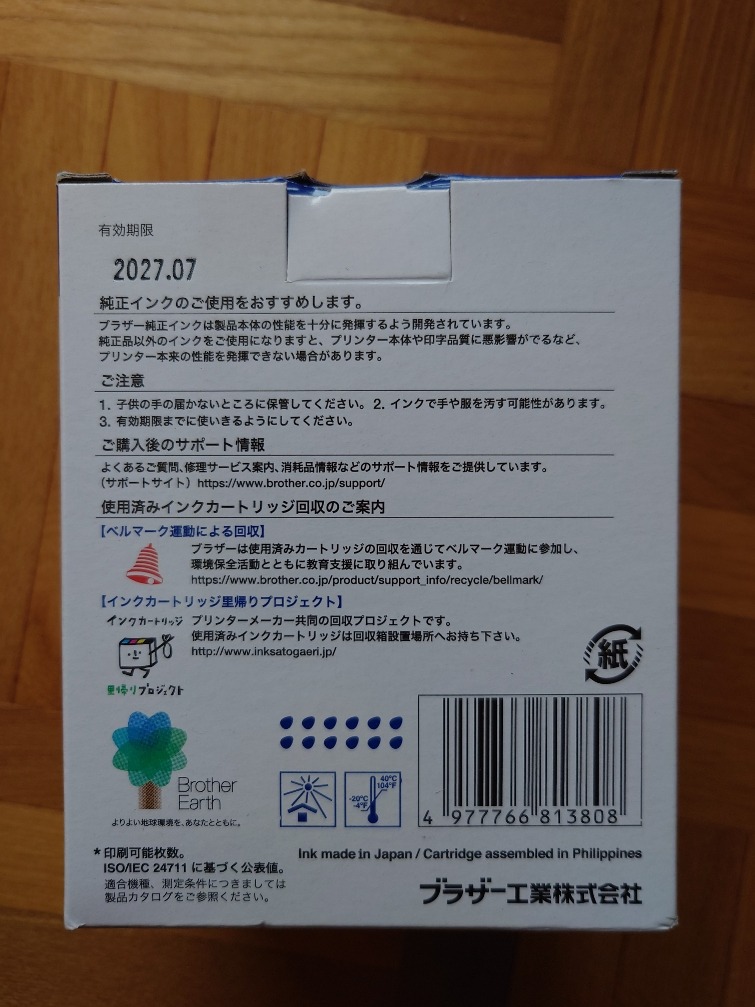 有効期限
2027.07
純正インクのご使用をおすすめします。
ブラザー純正インクは製品本体の性能を十分に発揮するよう開発されています。
純正品以外のインクをご使用になりますと、プリンター本体や印字品質に悪影響がでるなど、
プリンター本来の性能を発揮できない場合があります。
ご注意
1. 子供の手の届かないところに保管してください。2. インクで手や服を汚す可能性があります。
3. 有効期限までに使いきるようにしてください。
ご購入後のサポート情報
よくあるご質問、修理サービス案内、消耗品情報などのサポート情報をご提供しています。
(サポートサイト) https://www.brother.co.jp/support/
使用済みインクカートリッジ回収のご案内
【ベルマーク運動による回収】
ブラザーは使用済みカートリッジの回収を通じてベルマーク運動に参加し、
環境保全活動とともに教育支援に取り組んでいます。
https://www.brother.co.jp/product/support_info/recycle/bellmark/
【インクカートリッジ里帰りプロジェクト】
インクカートリッジ
里帰りプロジェクト
プリンターメーカー共同の回収プロジェクトです。
使用済みインクカートリッジは回収箱設置場所へお持ち下さい。
http://www.inksatogaeri.jp/
紙
Brother
Earth
よりよい地球環境を、あなたとともに。
-20°C
-4°F
40°C
104°F
4 977766 813808
*印刷可能枚数。
ISO/IEC 24711 に基づく公表値。
適合機種、測定条件につきましては
製品カタログをご参照ください。
Ink made in Japan / Cartridge assembled in Philippines
ブラザー工業株式会社